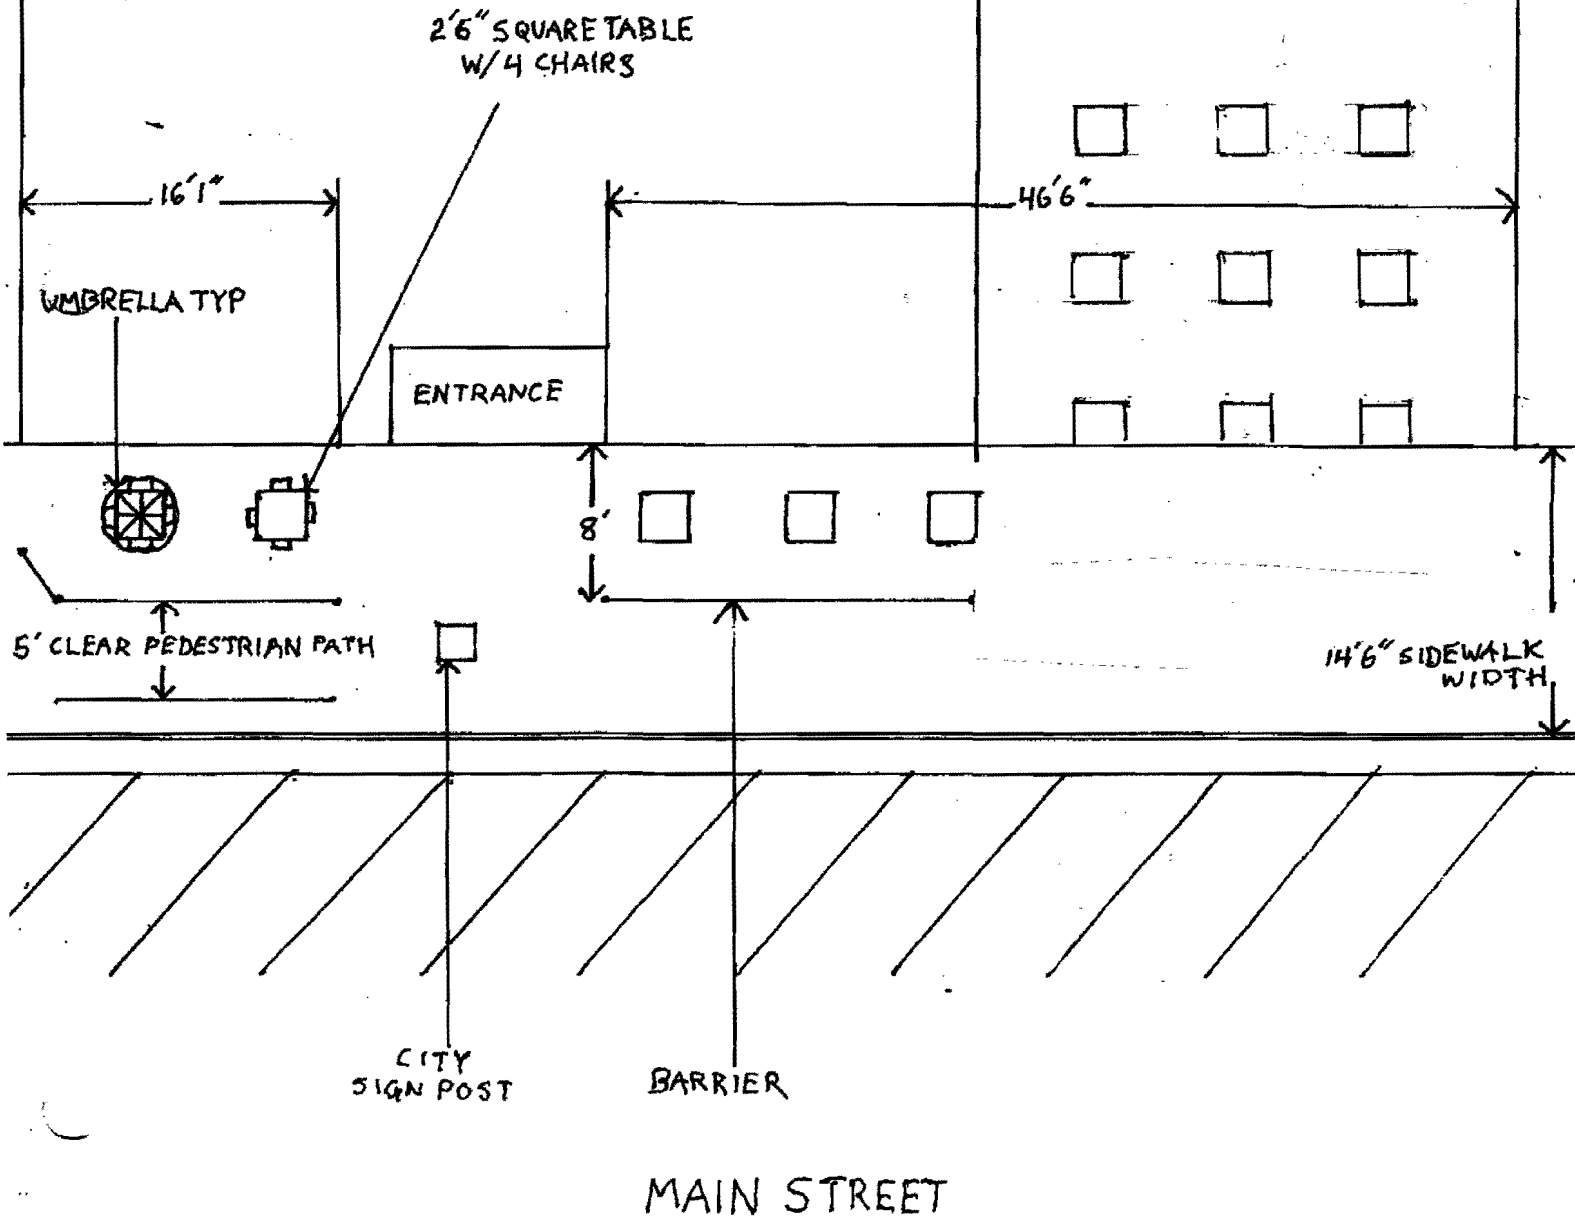 2'6" SQUARE TABLE
W/ 4 CHAIRS
16'1"
46'6"
UMBRELLA TYP
ENTRANCE
8'
5' CLEAR PEDESTRIAN PATH
14'6" SIDEWALK
WIDTH
CITY
SIGN POST
BARRIER
MAIN STREET